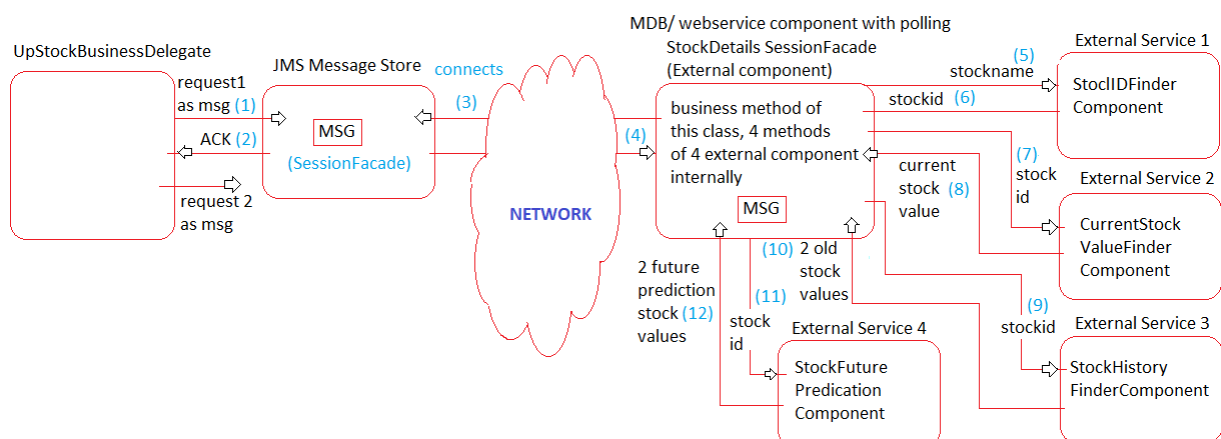 MDB/ webservice component with polling
UpStockBusinessDelegate
JMS Message Store
StockDetails SessionFacade
(External component)
External Service 1
request1
as msg (1)
ACK (2)
request 2
as msg
MSG
(SessionFacade)
connects
(3)
NETWORK
(4)
business method of
this class, 4 methods
of 4 external component
internally
MSG
(5)
stockname
stockid (6)
StoclIDFinder
Component
(7)
stock
id
current
stock
value (8)
External Service 2
CurrentStock
ValueFinder
Component
(9)
stockid
External Service 3
StockHistory
FinderComponent
(10) 2 old
stock
values
(11)
stock
id
2 future
prediction
stock (12)
values
External Service 4
StockFuture
Predication
Component